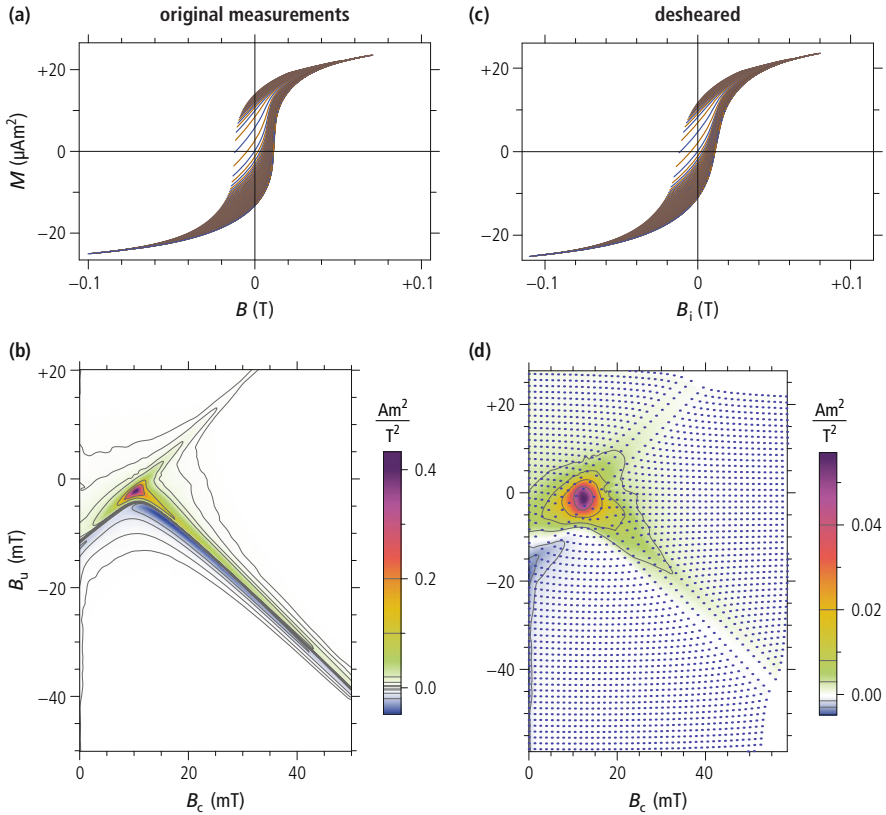 (a) original measurements
+20
0
−20
M (μAm²)
−0.1 0 +0.1
B (T)
(c) desheared
+20
0
−20
−0.1 0 +0.1
Bᵢ (T)
(b)
+20
0
−20
−40
Bᵤ (mT)
0 20 40
B_c (mT)
Am²
T²
0.4
0.2
0.0
(d)
+20
0
−20
−40
0 20 40
B_c (mT)
Am²
T²
0.04
0.02
0.00